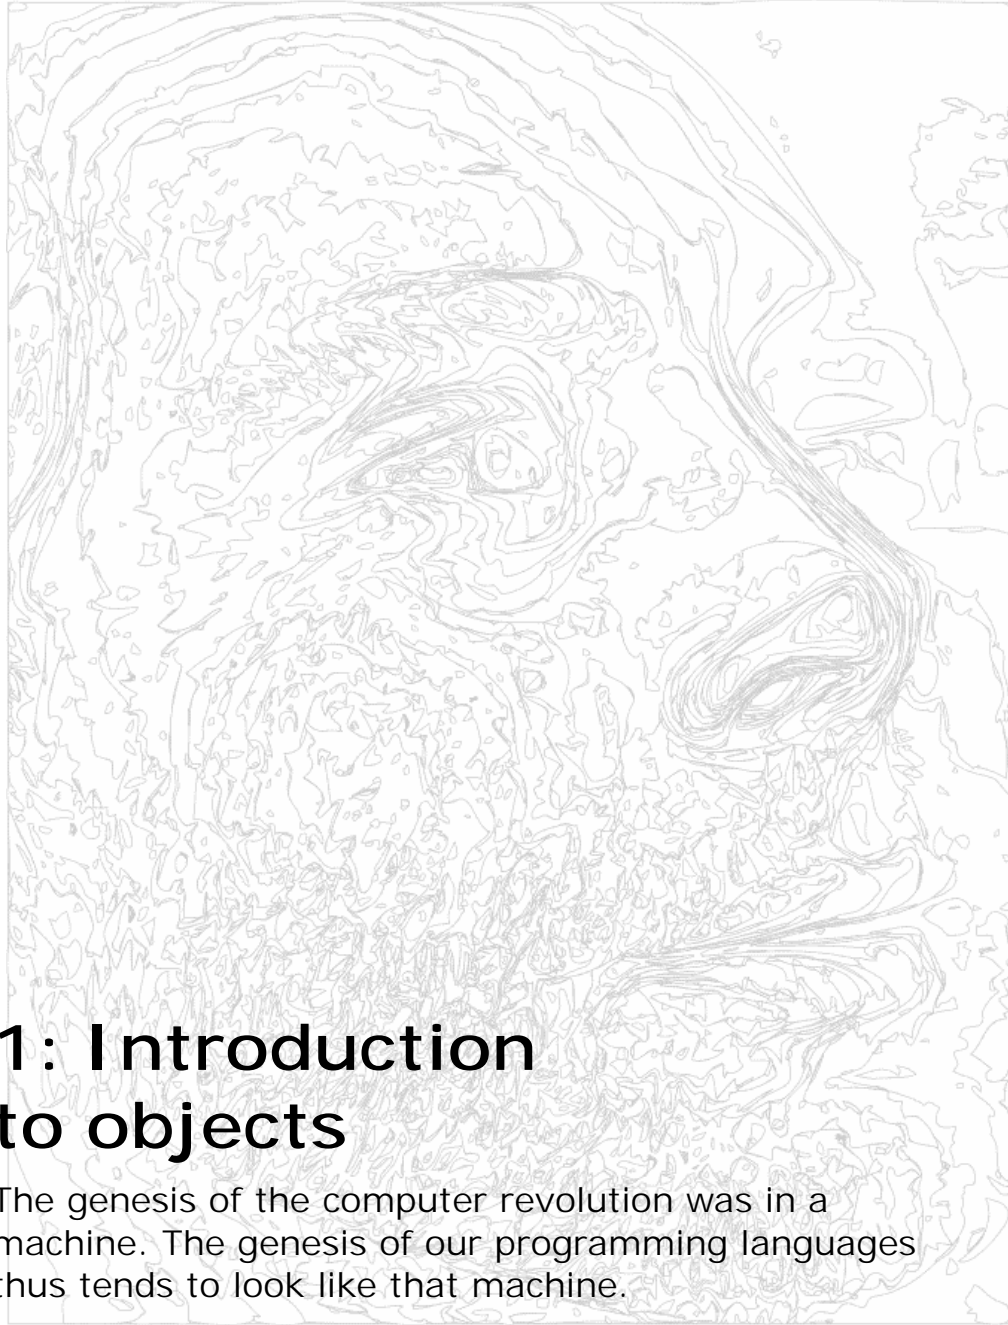 1: Introduction
to objects
The genesis of the computer revolution was in a
machine. The genesis of our programming languages
thus tends to look like that machine.